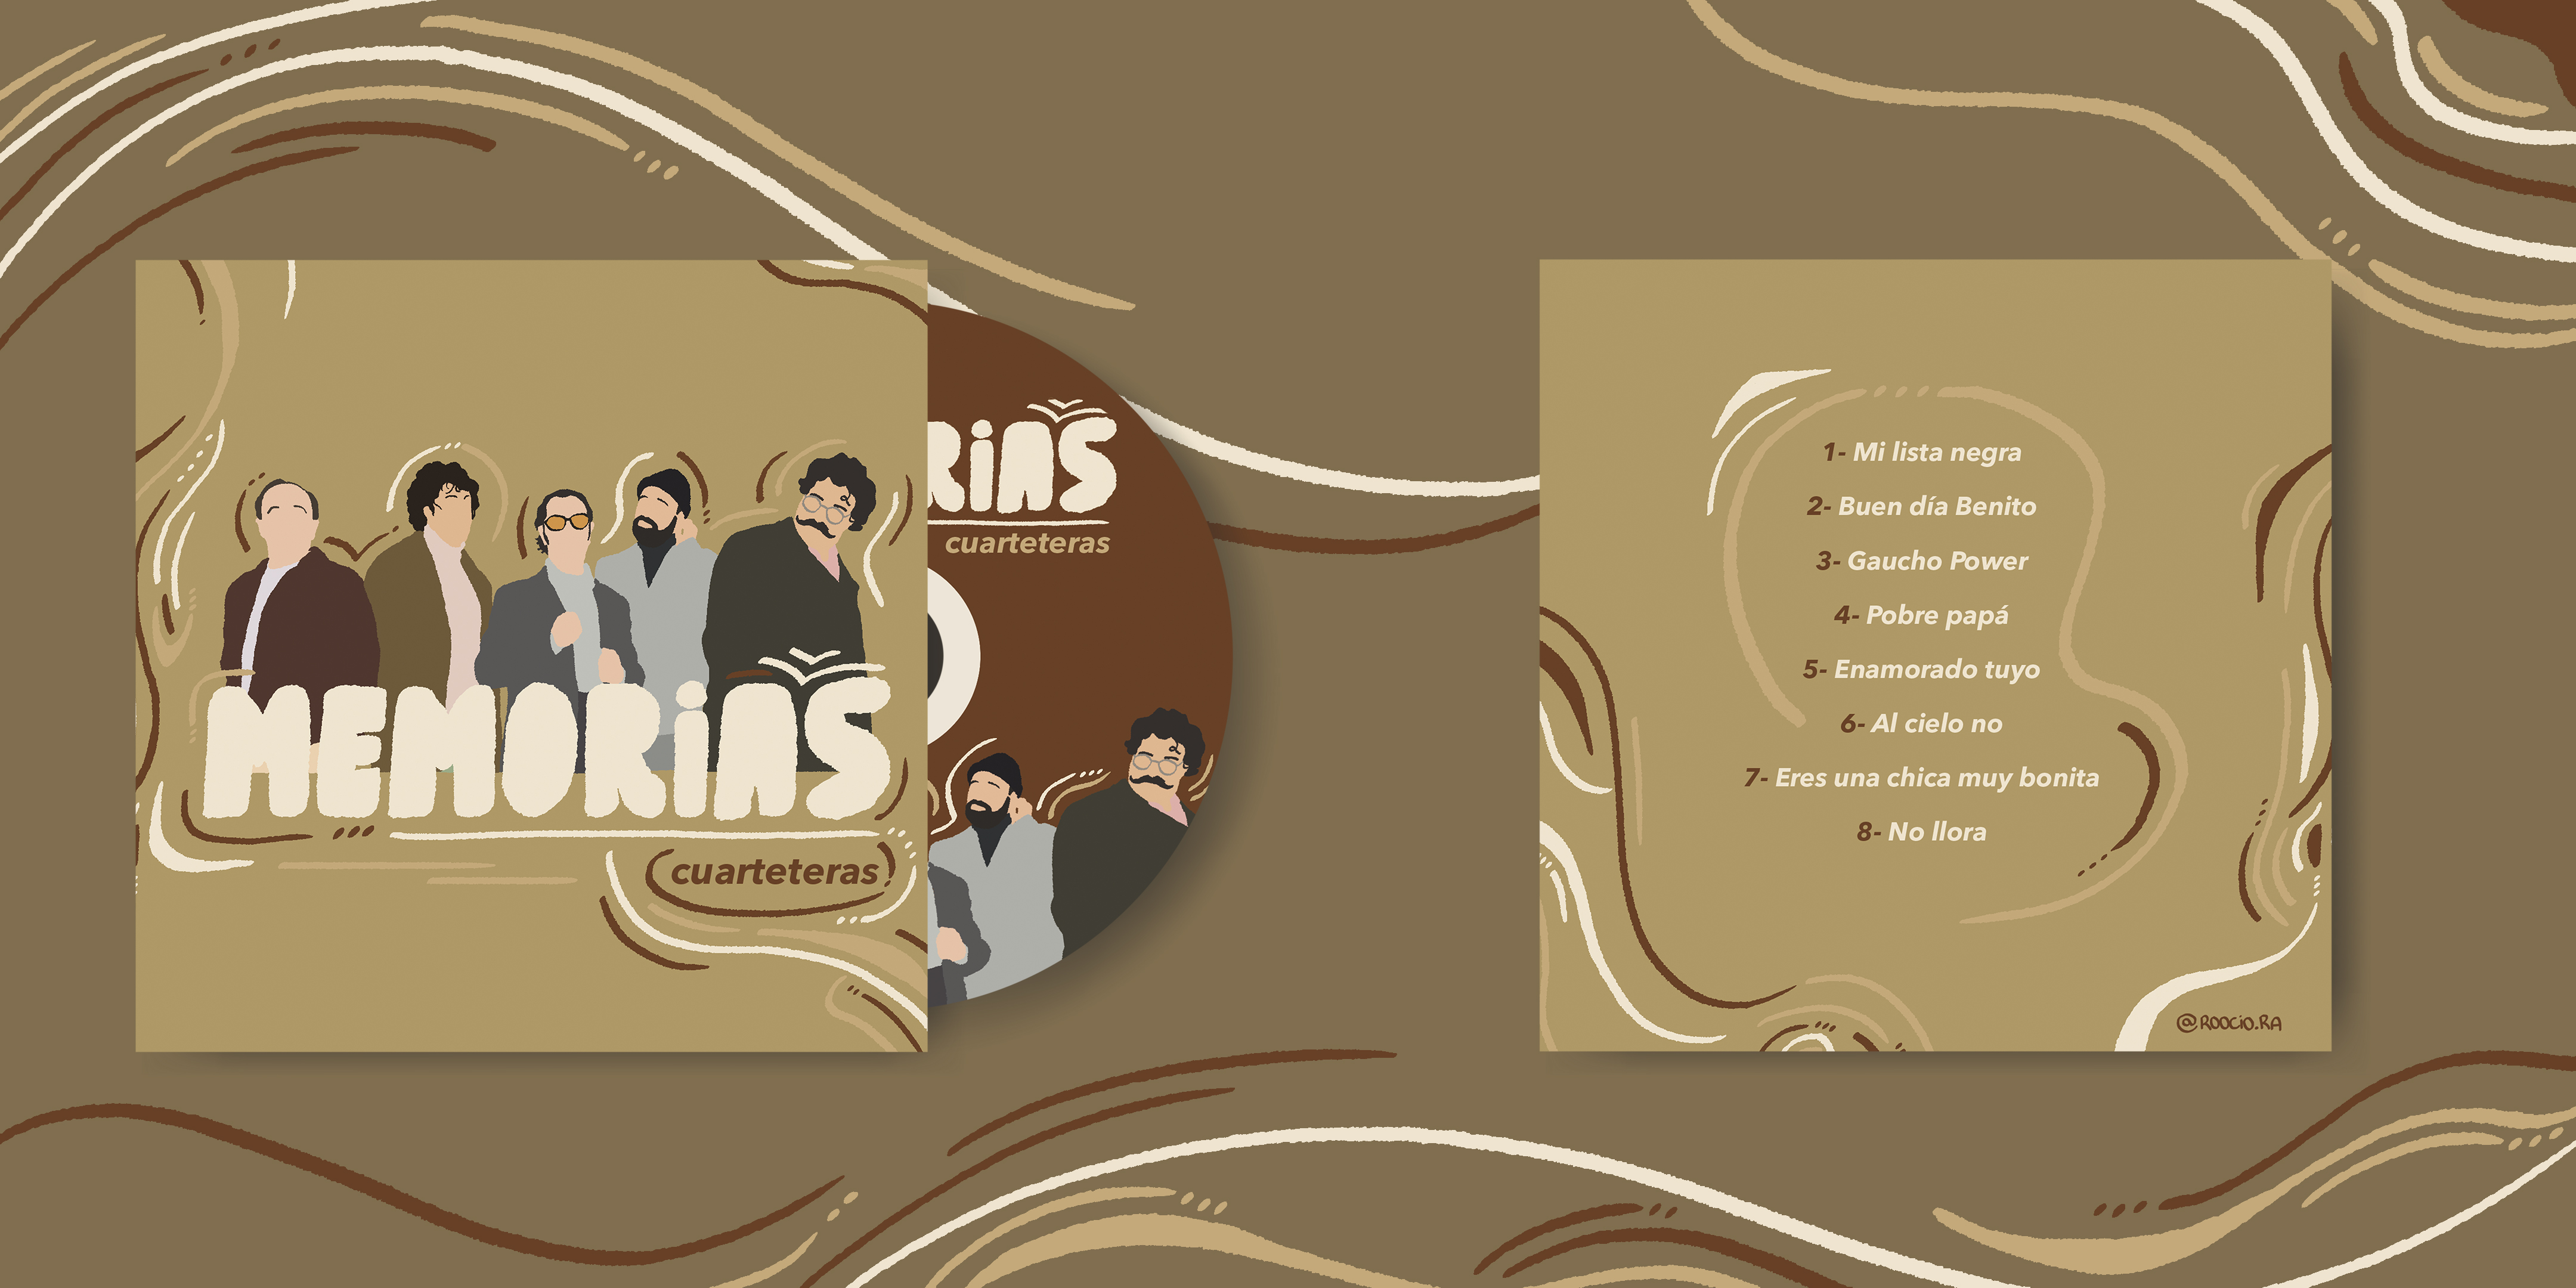 MEMORiAS
cuarteteras
RiAS
cuarteteras
1- Mi lista negra
2- Buen día Benito
3- Gaucho Power
4- Pobre papá
5- Enamorado tuyo
6- Al cielo no
7- Eres una chica muy bonita
8- No llora
@ROOCiO.RA